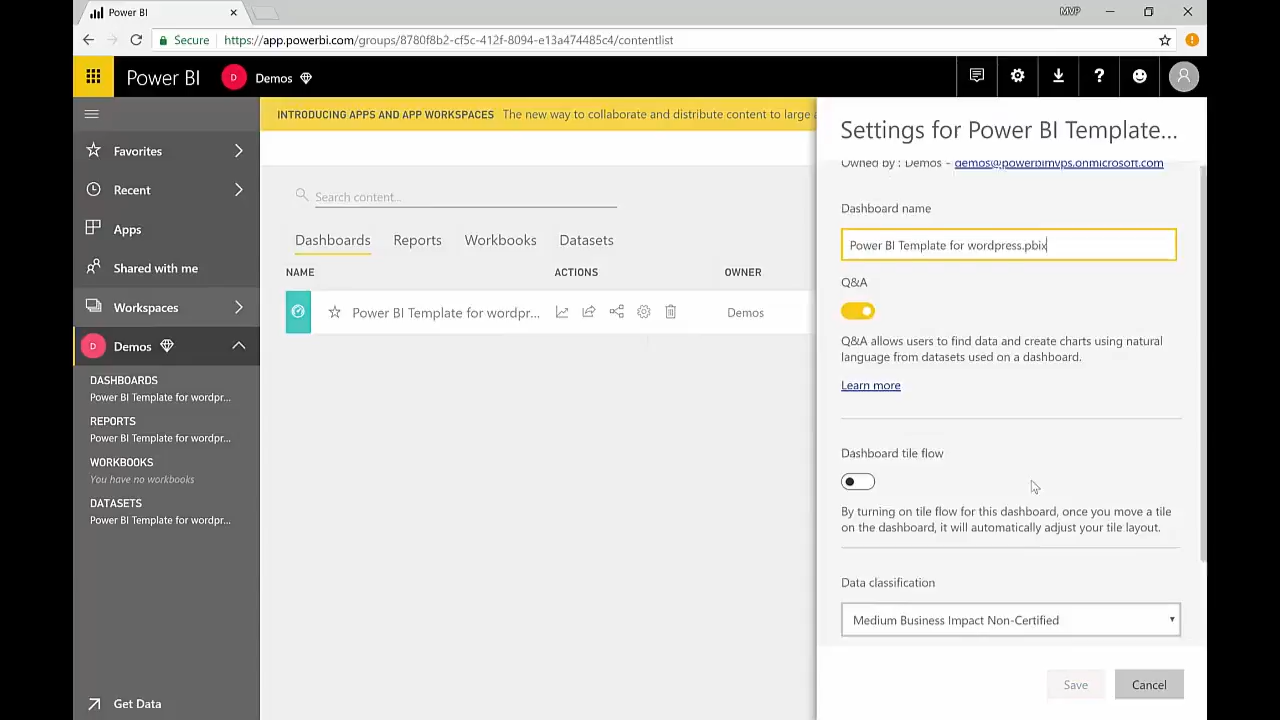 Power BI
MVP
Secure
https://app.powerbi.com/groups/8780f8b2-cf5c-412f-8094-e13a474485c4/contentlist
Power BI
D
Demos
Favorites
Recent
Apps
Shared with me
Workspaces
D
Demos
DASHBOARDS
Power BI Template for wordpr...
REPORTS
Power BI Template for wordpr...
WORKBOOKS
You have no workbooks
DATASETS
Power BI Template for wordpr...
Get Data
INTRODUCING APPS AND APP WORKSPACES The new way to collaborate and distribute content to large
Search content...
Dashboards Reports Workbooks Datasets
NAME ACTIONS OWNER
Power BI Template for wordpr... Demos
Settings for Power BI Template...
Owned by : Demos - demos@powerbimvps.onmicrosoft.com
Dashboard name
Power BI Template for wordpress.pbix
Q&A
Q&A allows users to find data and create charts using natural
language from datasets used on a dashboard.
Learn more
Dashboard tile flow
By turning on tile flow for this dashboard, once you move a tile
on the dashboard, it will automatically adjust your tile layout.
Data classification
Medium Business Impact Non-Certified
Save Cancel